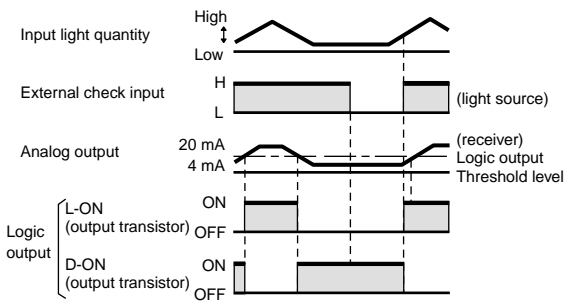 High
Input light quantity
Low
External check input
H
L
(light source)
Analog output
20 mA
4 mA
(receiver)
Logic output
Threshold level
Logic
output
L-ON
(output transistor)
ON
OFF
D-ON
(output transistor)
ON
OFF